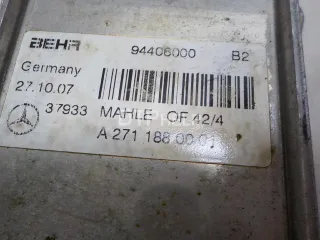 BEHR 94406000 B2
Germany
27.10.07
37933 MAHLE OF 42/4
A 271 188 00 01